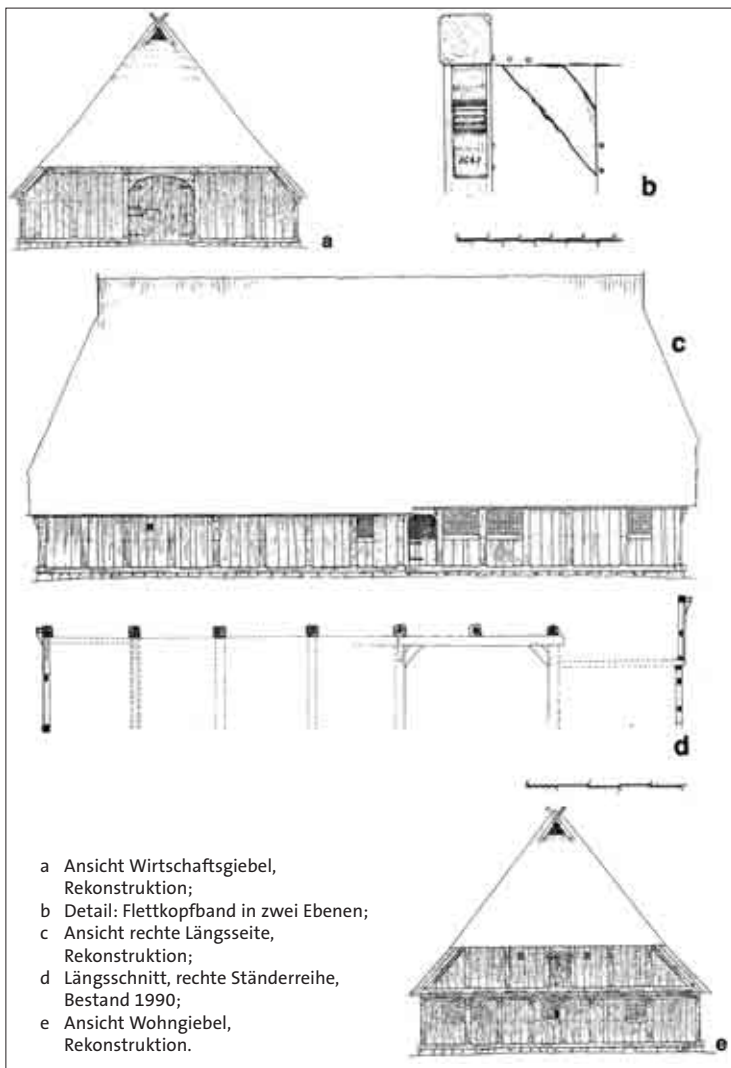 a
b
c
d
a Ansicht Wirtschaftsgiebel,
Rekonstruktion;
b Detail: Flettkopfband in zwei Ebenen;
c Ansicht rechte Längsseite,
Rekonstruktion;
d Längsschnitt, rechte Ständerreihe,
Bestand 1990;
e Ansicht Wohngiebel,
Rekonstruktion.
e